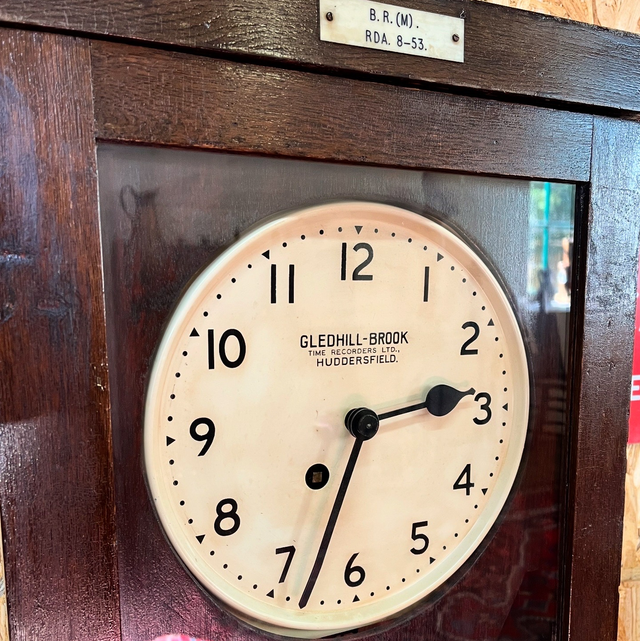 B.R.(M).
RDA. 8-53.
12
11
1
10
2
GLEDHILL-BROOK
TIME RECORDERS LTD.,
HUDDERSFIELD.
9
3
8
4
7
5
6